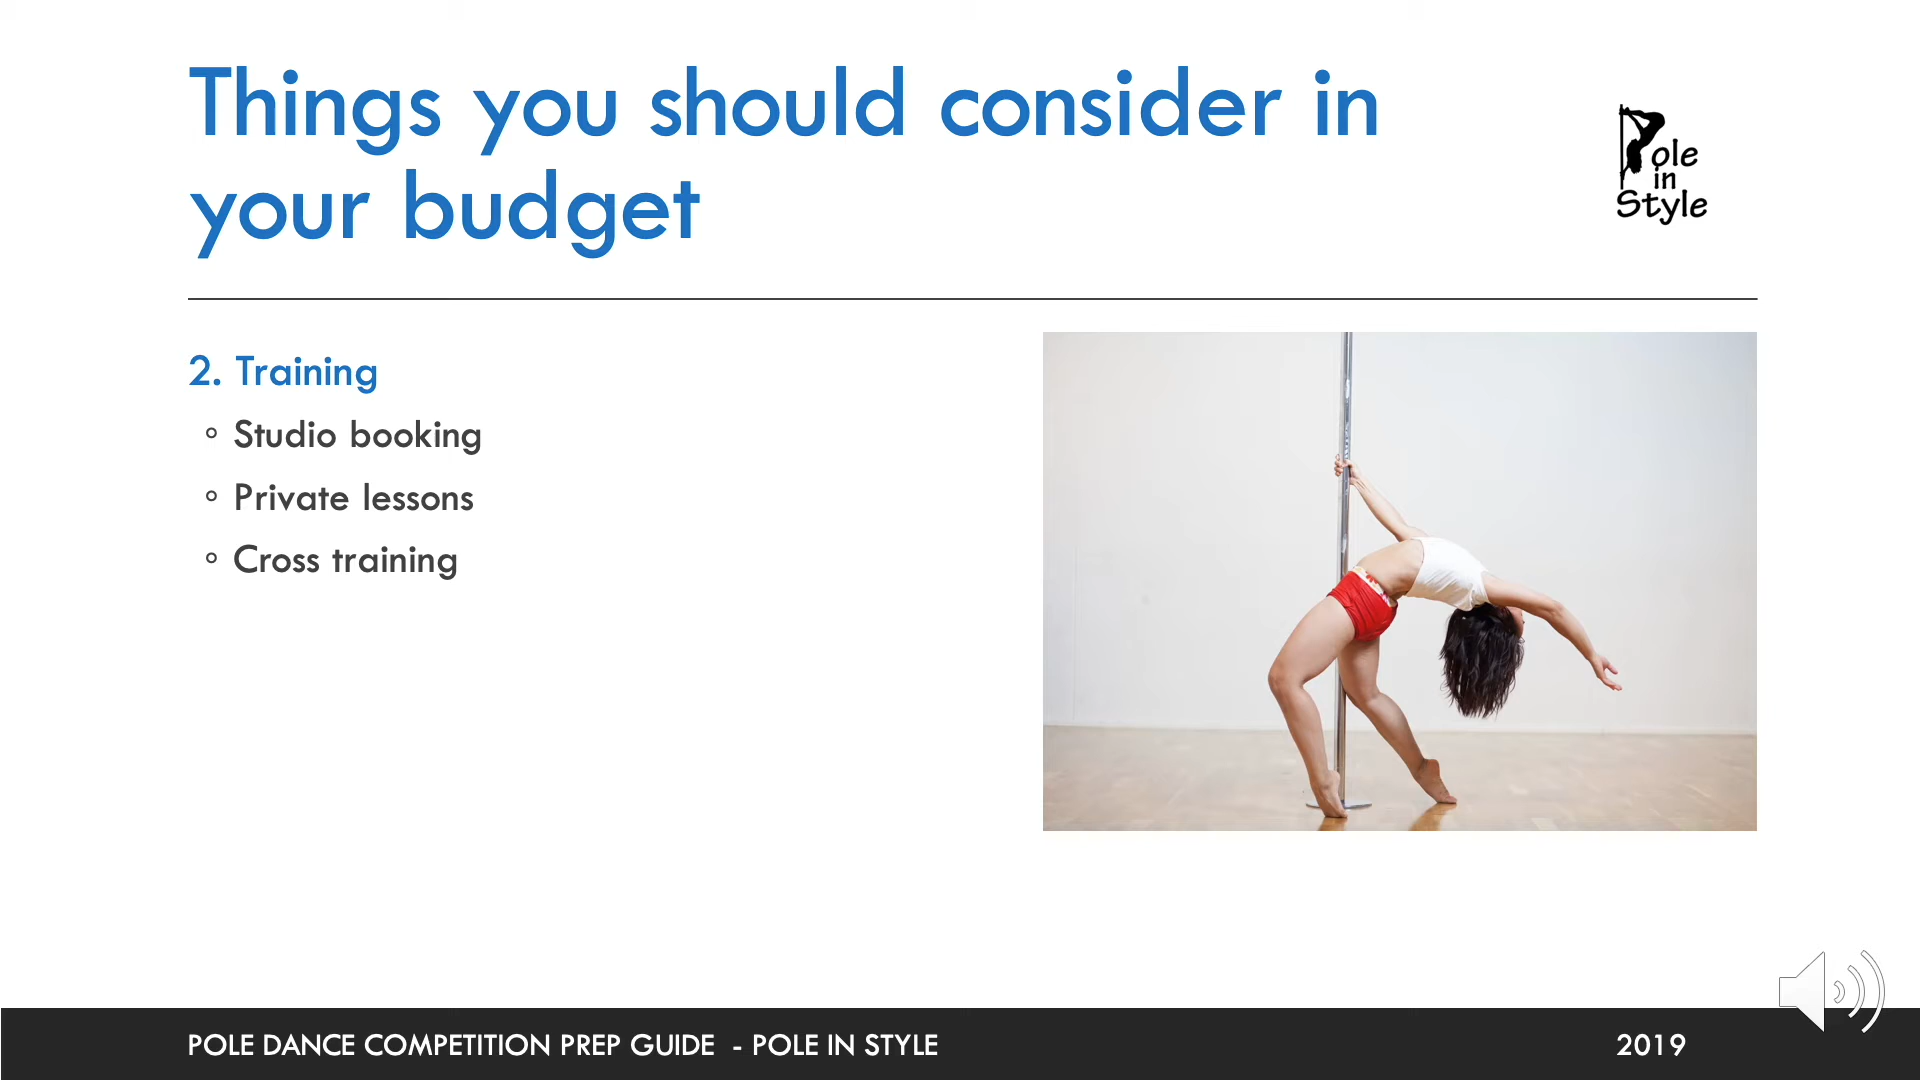 Things you should consider in
your budget
Pole
in
Style
2. Training
◦ Studio booking
◦ Private lessons
◦ Cross training
POLE DANCE COMPETITION PREP GUIDE - POLE IN STYLE
2019